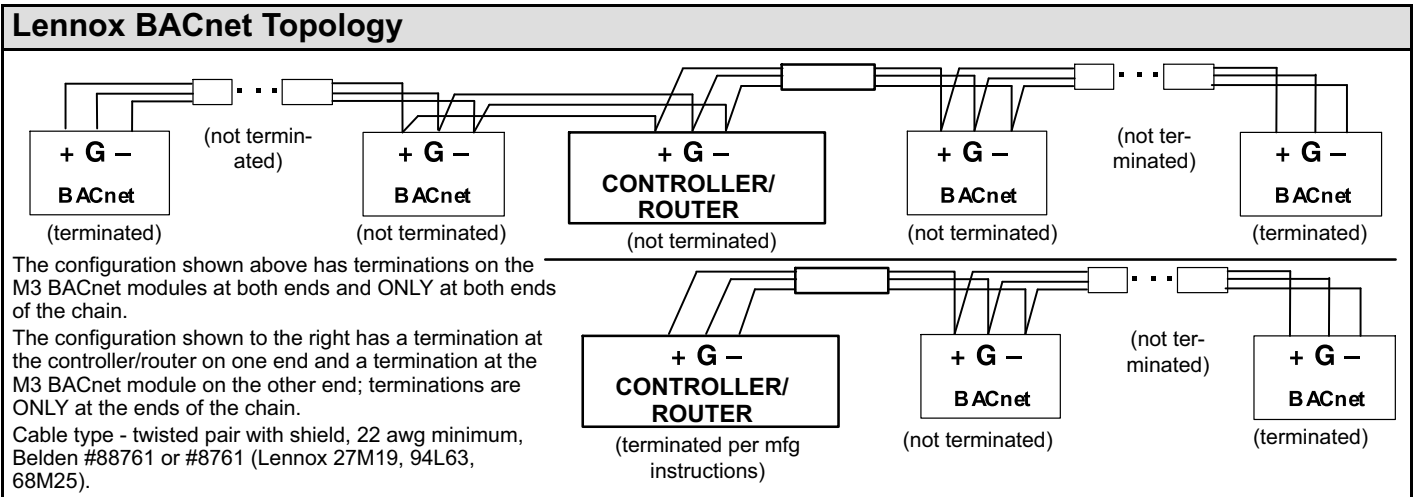 Lennox BACnet Topology
(not termin-
ated)
(not ter-
minated)
+ G –
BACnet
+ G –
BACnet
+ G –
CONTROLLER/
ROUTER
+ G –
BACnet
+ G –
BACnet
(terminated)
(not terminated)
(not terminated)
(not terminated)
(terminated)
The configuration shown above has terminations on the
M3 BACnet modules at both ends and ONLY at both ends
of the chain.
The configuration shown to the right has a termination at
the controller/router on one end and a termination at the
M3 BACnet module on the other end; terminations are
ONLY at the ends of the chain.
Cable type - twisted pair with shield, 22 awg minimum,
Belden #88761 or #8761 (Lennox 27M19, 94L63,
68M25).
+ G –
CONTROLLER/
ROUTER
(terminated per mfg
instructions)
+ G –
BACnet
(not terminated)
(not ter-
minated)
+ G –
BACnet
(terminated)